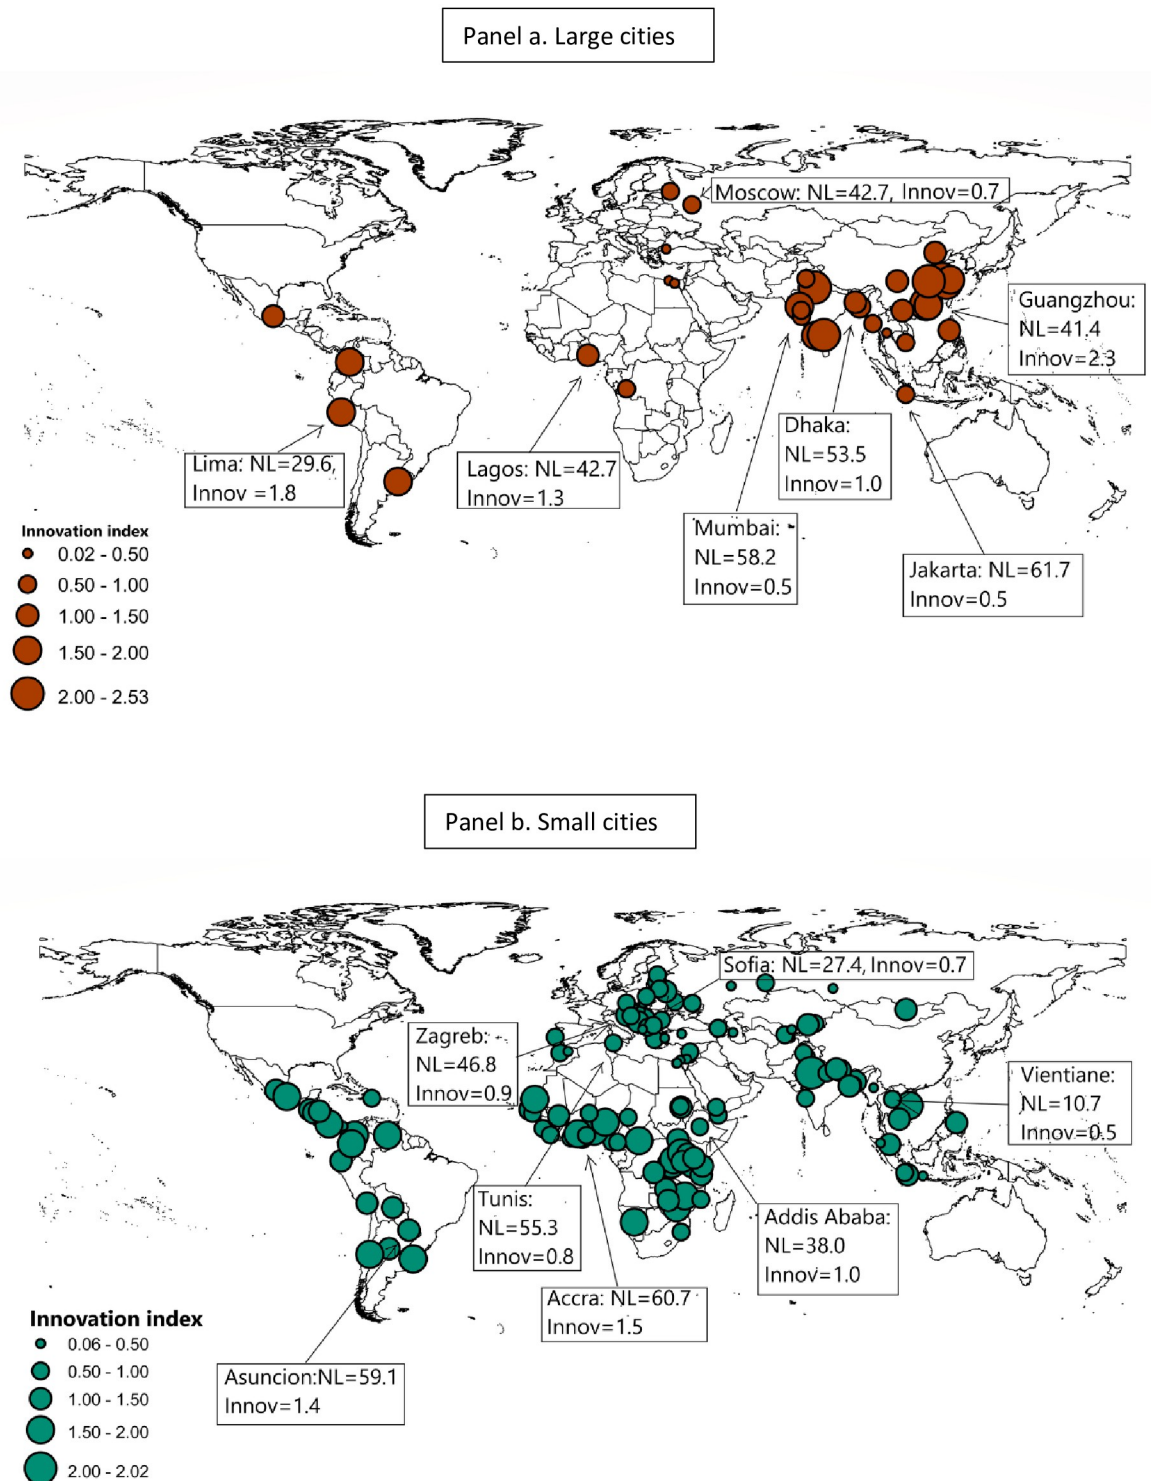 Panel a. Large cities
Moscow: NL=42.7, Innov=0.7
Guangzhou:
NL=41.4
Innov=2.3
Dhaka:
NL=53.5
Innov=1.0
Lima: NL=29.6,
Innov =1.8
Lagos: NL=42.7
Innov=1.3
Mumbai:
NL=58.2
Innov=0.5
Jakarta: NL=61.7
Innov=0.5
Innovation index
0.02 - 0.50
0.50 - 1.00
1.00 - 1.50
1.50 - 2.00
2.00 - 2.53
Panel b. Small cities
Sofia: NL=27.4, Innov=0.7
Zagreb:
NL=46.8
Innov=0.9
Vientiane:
NL=10.7
Innov=0.5
Tunis:
NL=55.3
Innov=0.8
Addis Ababa:
NL=38.0
Innov=1.0
Accra: NL=60.7
Innov=1.5
Asuncion:NL=59.1
Innov=1.4
Innovation index
0.06 - 0.50
0.50 - 1.00
1.00 - 1.50
1.50 - 2.00
2.00 - 2.02